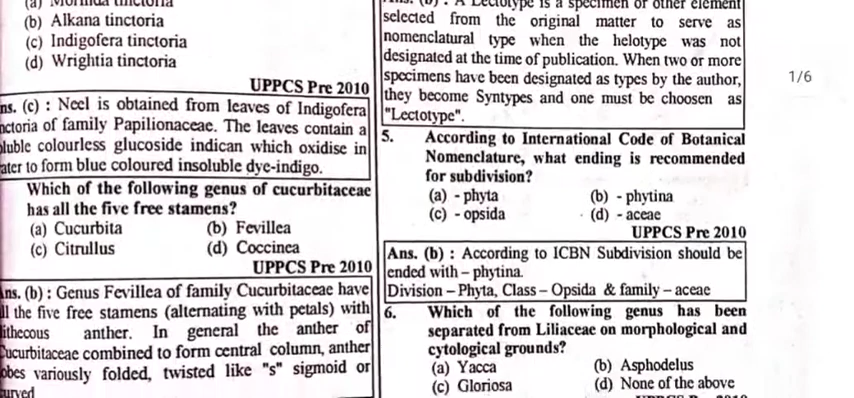 (a) Morinda tinctoria
(b) Alkana tinctoria
(c) Indigofera tinctoria
(d) Wrightia tinctoria
UPPCS Pre 2010
ns. (c) : Neel is obtained from leaves of Indigofera
nctoria of family Papilionaceae. The leaves contain a
luble colourless glucoside indican which oxidise in
ater to form blue coloured insoluble dye-indigo.
Which of the following genus of cucurbitaceae
has all the five free stamens?
(a) Cucurbita (b) Fevillea
(c) Citrullus (d) Coccinea
UPPCS Pre 2010
ns. (b) : Genus Fevillea of family Cucurbitaceae have
ll the five free stamens (alternating with petals) with
ithecous anther. In general the anther of
Cucurbitaceae combined to form central column, anther
obes variously folded, twisted like "s" sigmoid or
urved
Ans. (b) : A Lectotype is a specimen or other element
selected from the original matter to serve as
nomenclatural type when the helotype was not
designated at the time of publication. When two or more
specimens have been designated as types by the author,
they become Syntypes and one must be choosen as
"Lectotype".
5. According to International Code of Botanical
Nomenclature, what ending is recommended
for subdivision?
(a) - phyta (b) - phytina
(c) - opsida (d) - aceae
UPPCS Pre 2010
Ans. (b) : According to ICBN Subdivision should be
ended with – phytina.
Division – Phyta, Class – Opsida & family – aceae
6. Which of the following genus has been
separated from Liliaceae on morphological and
cytological grounds?
(a) Yacca (b) Asphodelus
(c) Gloriosa (d) None of the above
1/6